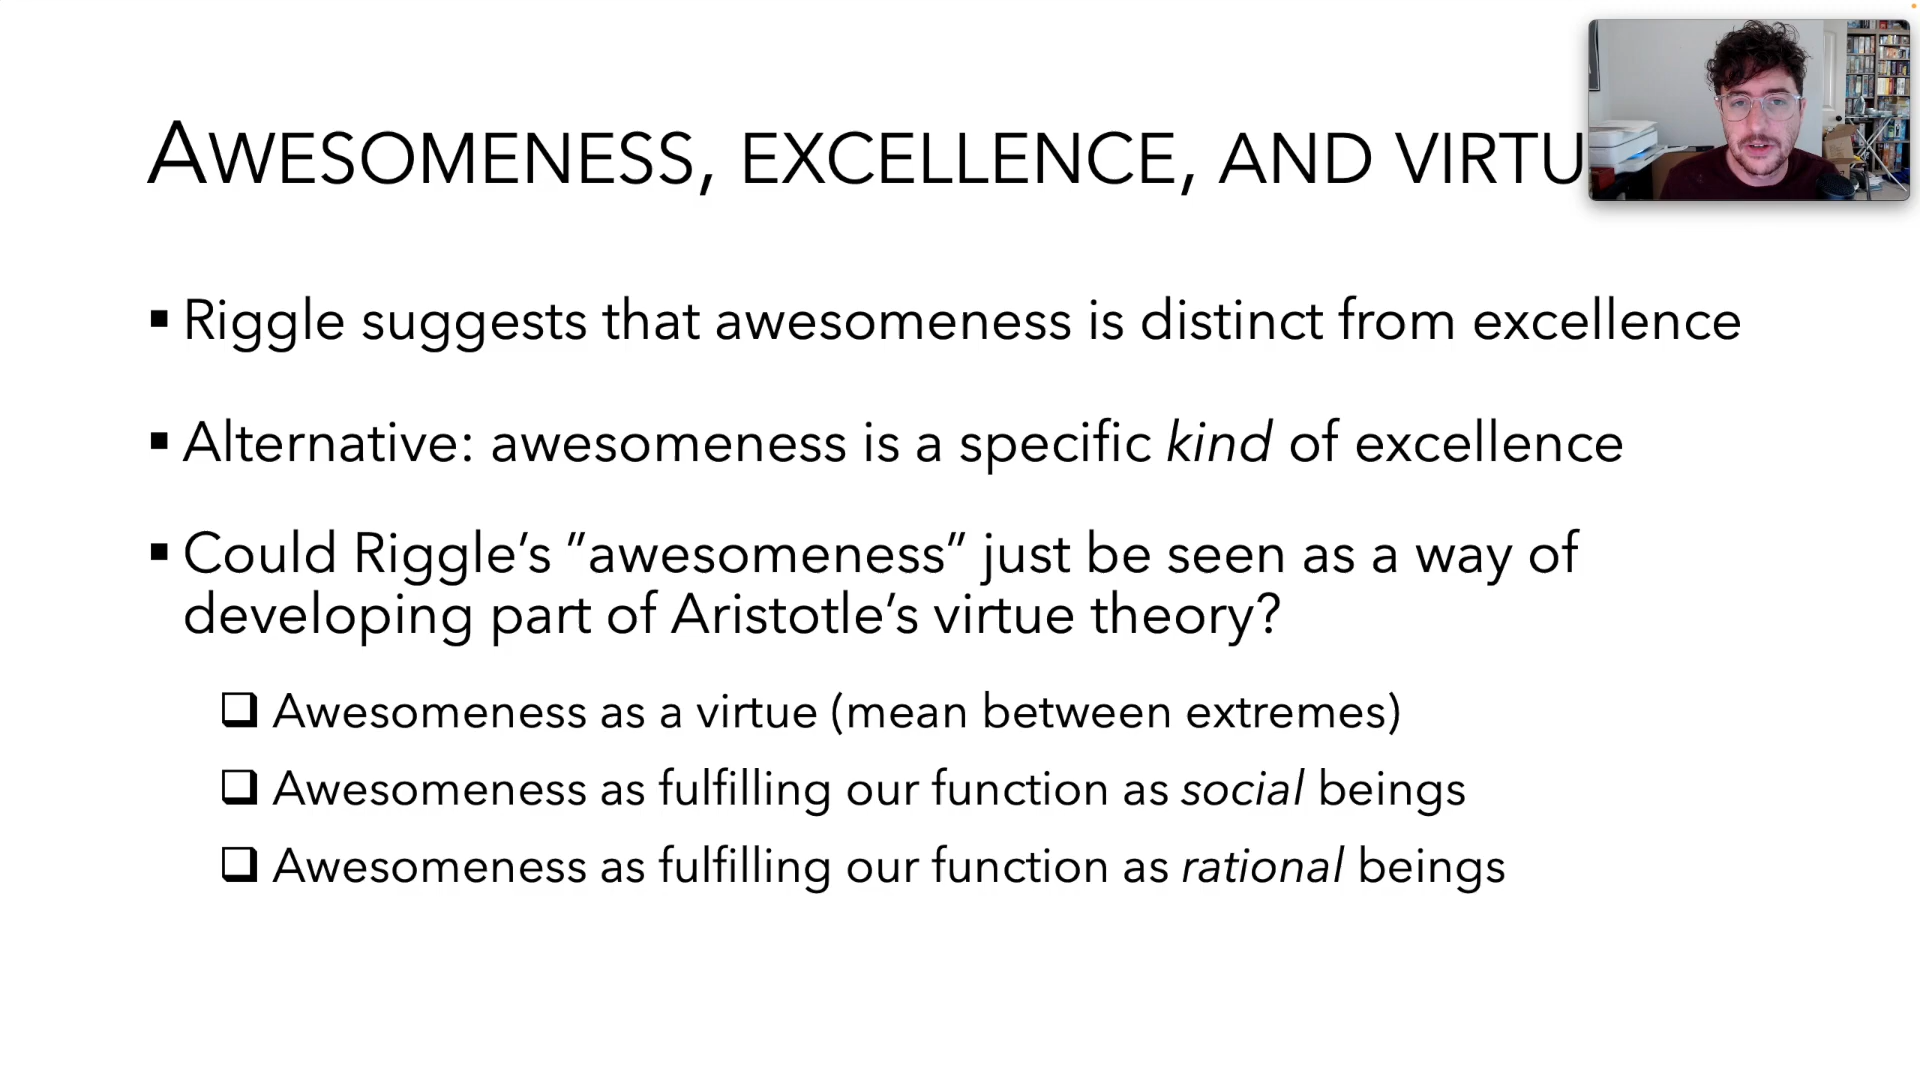 AWESOMENESS, EXCELLENCE, AND VIRTU
▪ Riggle suggests that awesomeness is distinct from excellence
▪ Alternative: awesomeness is a specific kind of excellence
▪ Could Riggle’s ”awesomeness” just be seen as a way of
developing part of Aristotle’s virtue theory?
❑ Awesomeness as a virtue (mean between extremes)
❑ Awesomeness as fulfilling our function as social beings
❑ Awesomeness as fulfilling our function as rational beings